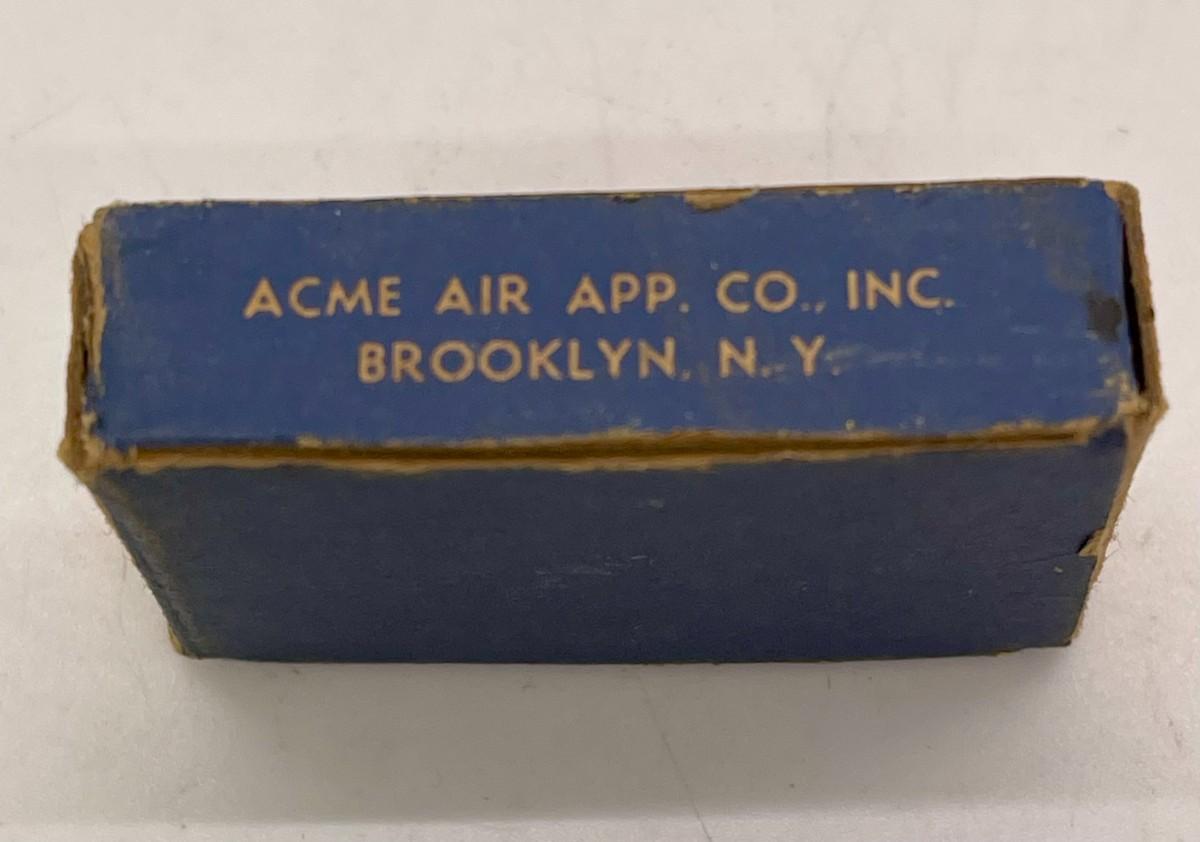 ACME AIR APP. CO., INC.
BROOKLYN, N. Y.